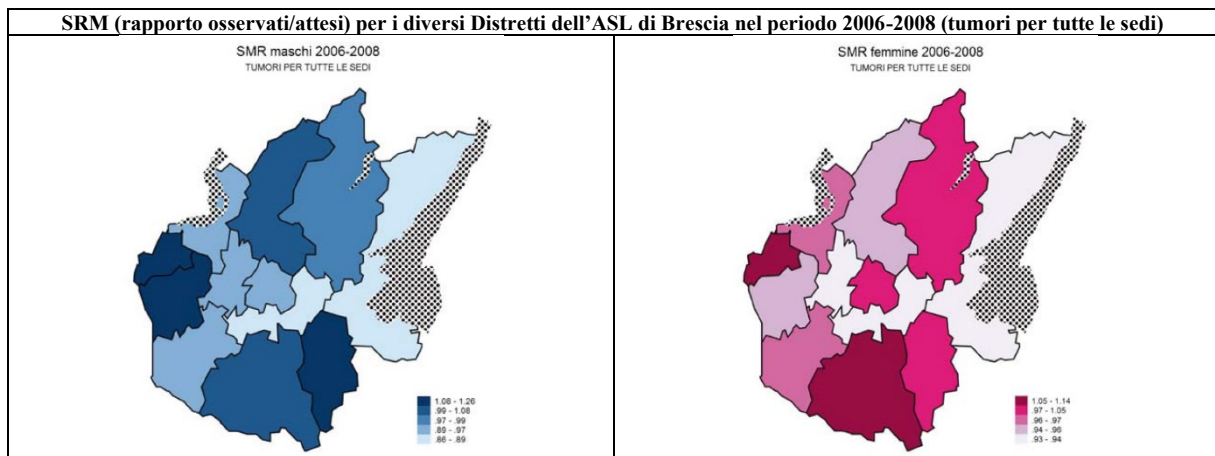 SRM (rapporto osservati/attesi) per i diversi Distretti dell’ASL di Brescia nel periodo 2006-2008 (tumori per tutte le sedi)
SMR maschi 2006-2008
TUMORI PER TUTTE LE SEDI
1.08 - 1.26
.99 - 1.08
.97 - .99
.89 - .97
.86 - .89
SMR femmine 2006-2008
TUMORI PER TUTTE LE SEDI
1.05 - 1.14
.97 - 1.05
.96 - .97
.94 - .96
.93 - .94